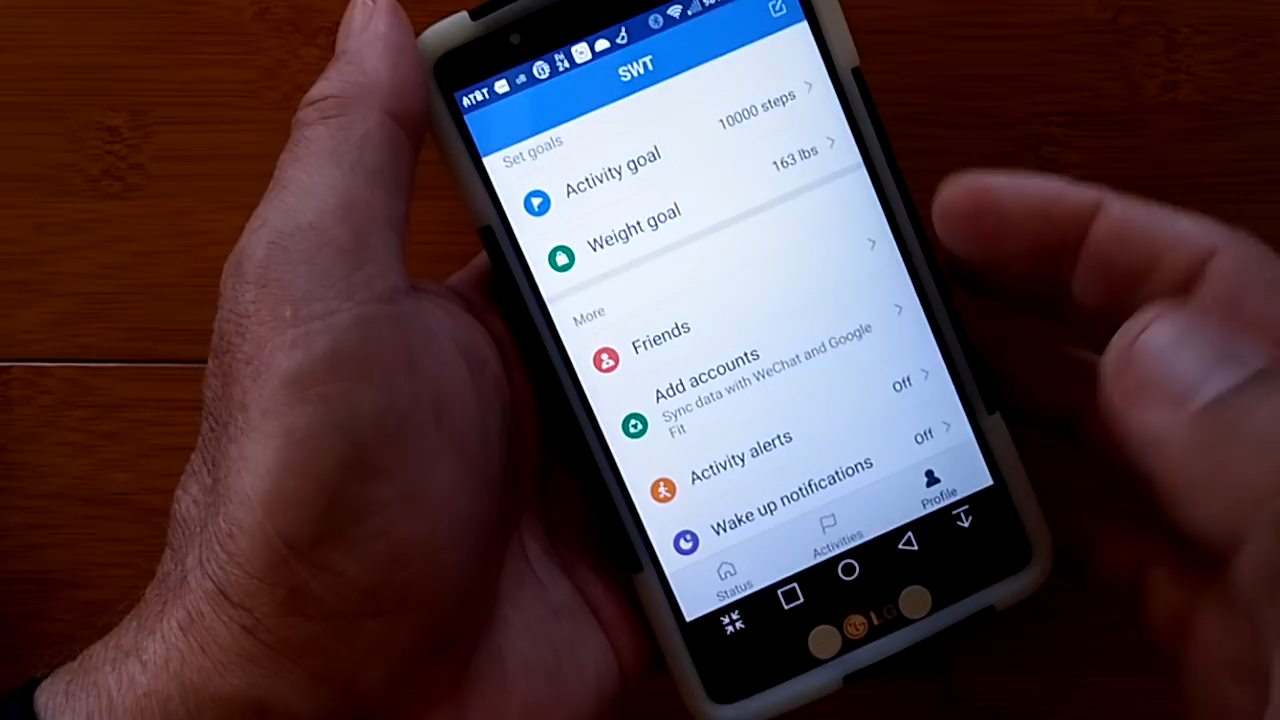 AT&T
24
SWT
Set goals
Activity goal 10000 steps
Weight goal 163 lbs
More
Friends
Add accounts
Sync data with WeChat and Google
Fit
Activity alerts Off
Wake up notifications Off
Status Activities Profile
LG